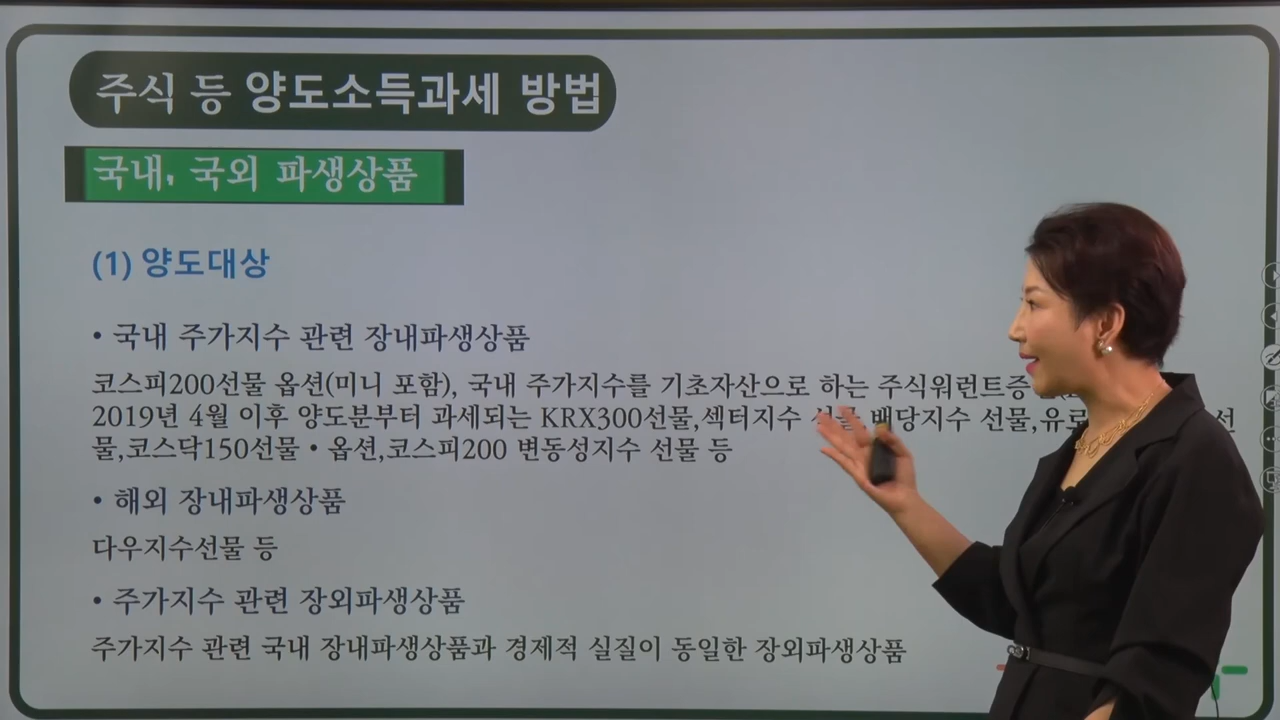 주식 등 양도소득과세 방법
국내, 국외 파생상품
(1) 양도대상
• 국내 주가지수 관련 장내파생상품
코스피200선물 옵션(미니 포함), 국내 주가지수를 기초자산으로 하는 주식워런트증
2019년 4월 이후 양도분부터 과세되는 KRX300선물,섹터지수 선물,배당지수 선물,유로 선
물,코스닥150선물 • 옵션,코스피200 변동성지수 선물 등
• 해외 장내파생상품
다우지수선물 등
• 주가지수 관련 장외파생상품
주가지수 관련 국내 장내파생상품과 경제적 실질이 동일한 장외파생상품